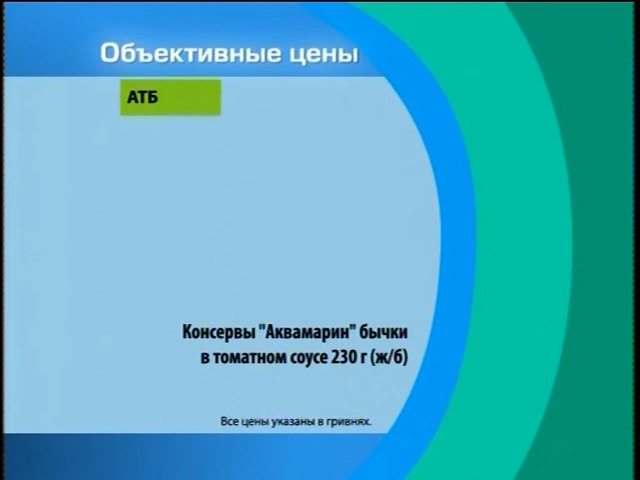 Объективные цены
АТБ
Консервы "Аквамарин" бычки
в томатном соусе 230 г (ж/б)
Все цены указаны в гривнях.